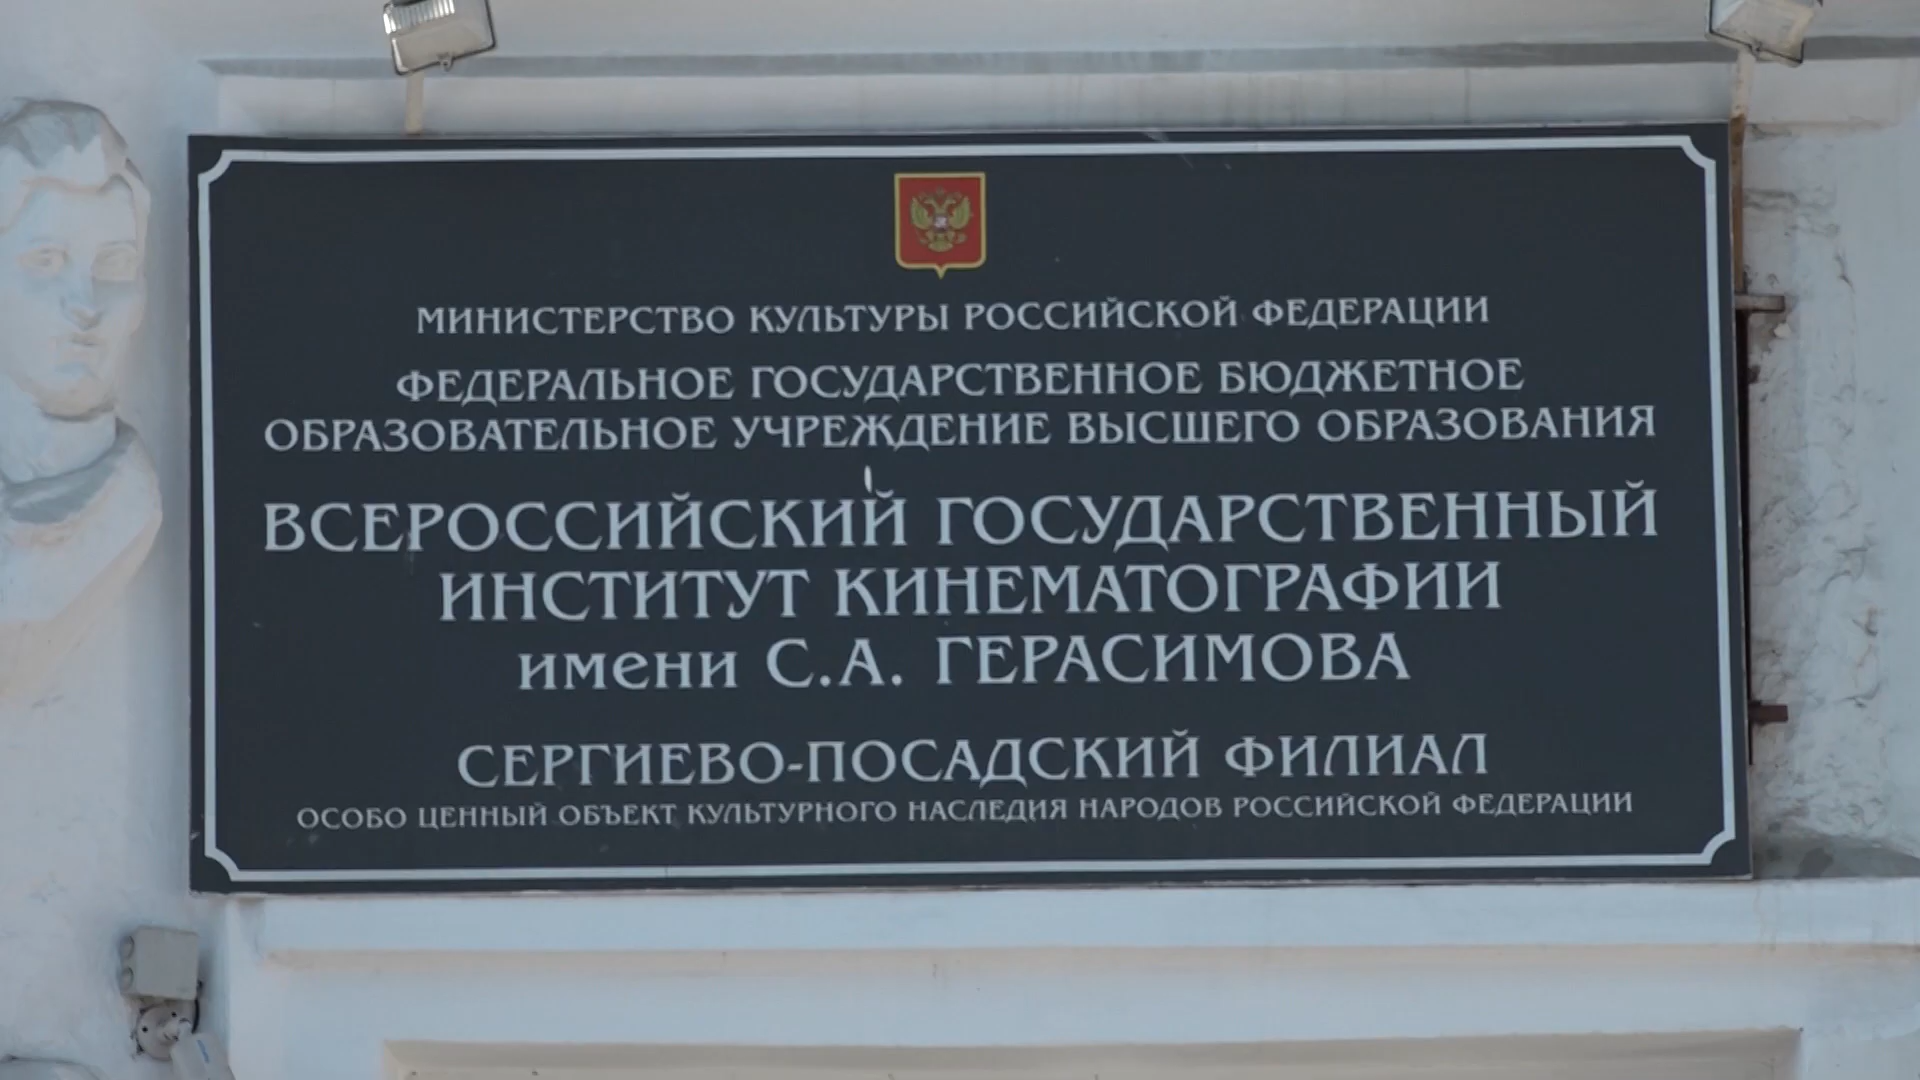 МИНИСТЕРСТВО КУЛЬТУРЫ РОССИЙСКОЙ ФЕДЕРАЦИИ
ФЕДЕРАЛЬНОЕ ГОСУДАРСТВЕННОЕ БЮДЖЕТНОЕ
ОБРАЗОВАТЕЛЬНОЕ УЧРЕЖДЕНИЕ ВЫСШЕГО ОБРАЗОВАНИЯ
ВСЕРОССИЙСКИЙ ГОСУДАРСТВЕННЫЙ
ИНСТИТУТ КИНЕМАТОГРАФИИ
имени С.А. ГЕРАСИМОВА
СЕРГИЕВО-ПОСАДСКИЙ ФИЛИАЛ
ОСОБО ЦЕННЫЙ ОБЪЕКТ КУЛЬТУРНОГО НАСЛЕДИЯ НАРОДОВ РОССИЙСКОЙ ФЕДЕРАЦИИ